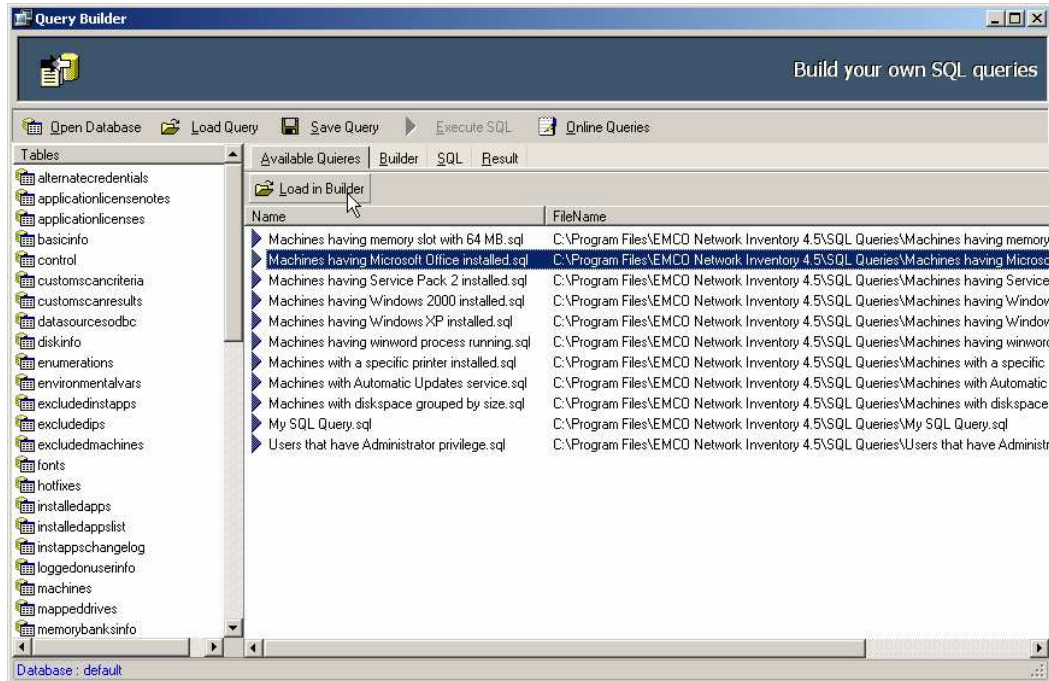 Query Builder
Build your own SQL queries
Open Database Load Query Save Query Execute SQL Online Queries
Tables
alternatecredentials
applicationlicensenotes
applicationlicenses
basicinfo
control
customscancriteria
customscanresults
datasourcesodbc
diskinfo
enumerations
environmentalvars
excludedinstapps
excludedips
excludedmachines
fonts
hotfixes
installedapps
installedappslist
instappschangelog
loggedonuserinfo
machines
mappeddrives
memorybanksinfo
Available Quieres Builder SQL Result
Load in Builder
Name FileName
Machines having memory slot with 64 MB.sql C:\Program Files\EMCO Network Inventory 4.5\SQL Queries\Machines having memory
Machines having Microsoft Office installed.sql C:\Program Files\EMCO Network Inventory 4.5\SQL Queries\Machines having Microso
Machines having Service Pack 2 installed.sql C:\Program Files\EMCO Network Inventory 4.5\SQL Queries\Machines having Service
Machines having Windows 2000 installed.sql C:\Program Files\EMCO Network Inventory 4.5\SQL Queries\Machines having Window
Machines having Windows XP installed.sql C:\Program Files\EMCO Network Inventory 4.5\SQL Queries\Machines having Window
Machines having winword process running.sql C:\Program Files\EMCO Network Inventory 4.5\SQL Queries\Machines having winword
Machines with a specific printer installed.sql C:\Program Files\EMCO Network Inventory 4.5\SQL Queries\Machines with a specific
Machines with Automatic Updates service.sql C:\Program Files\EMCO Network Inventory 4.5\SQL Queries\Machines with Automatic
Machines with diskspace grouped by size.sql C:\Program Files\EMCO Network Inventory 4.5\SQL Queries\Machines with diskspace
My SQL Query.sql C:\Program Files\EMCO Network Inventory 4.5\SQL Queries\My SQL Query.sql
Users that have Administrator privilege.sql C:\Program Files\EMCO Network Inventory 4.5\SQL Queries\Users that have Administr
Database : default